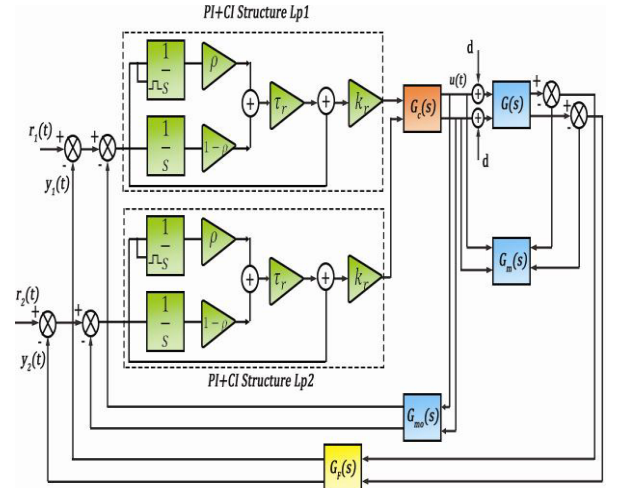 PI+CI Structure Lp1
1
s
ρ
τr
kr
1
s
1-ρ
Gc(s)
u(t)
d
G(s)
d
+
-
+
-
r1(t)
+
-
+
-
y1(t)
Gm(s)
1
s
ρ
τr
kr
1
s
1-ρ
r2(t)
+
-
+
-
y2(t)
PI+CI Structure Lp2
Gmo(s)
GF(s)